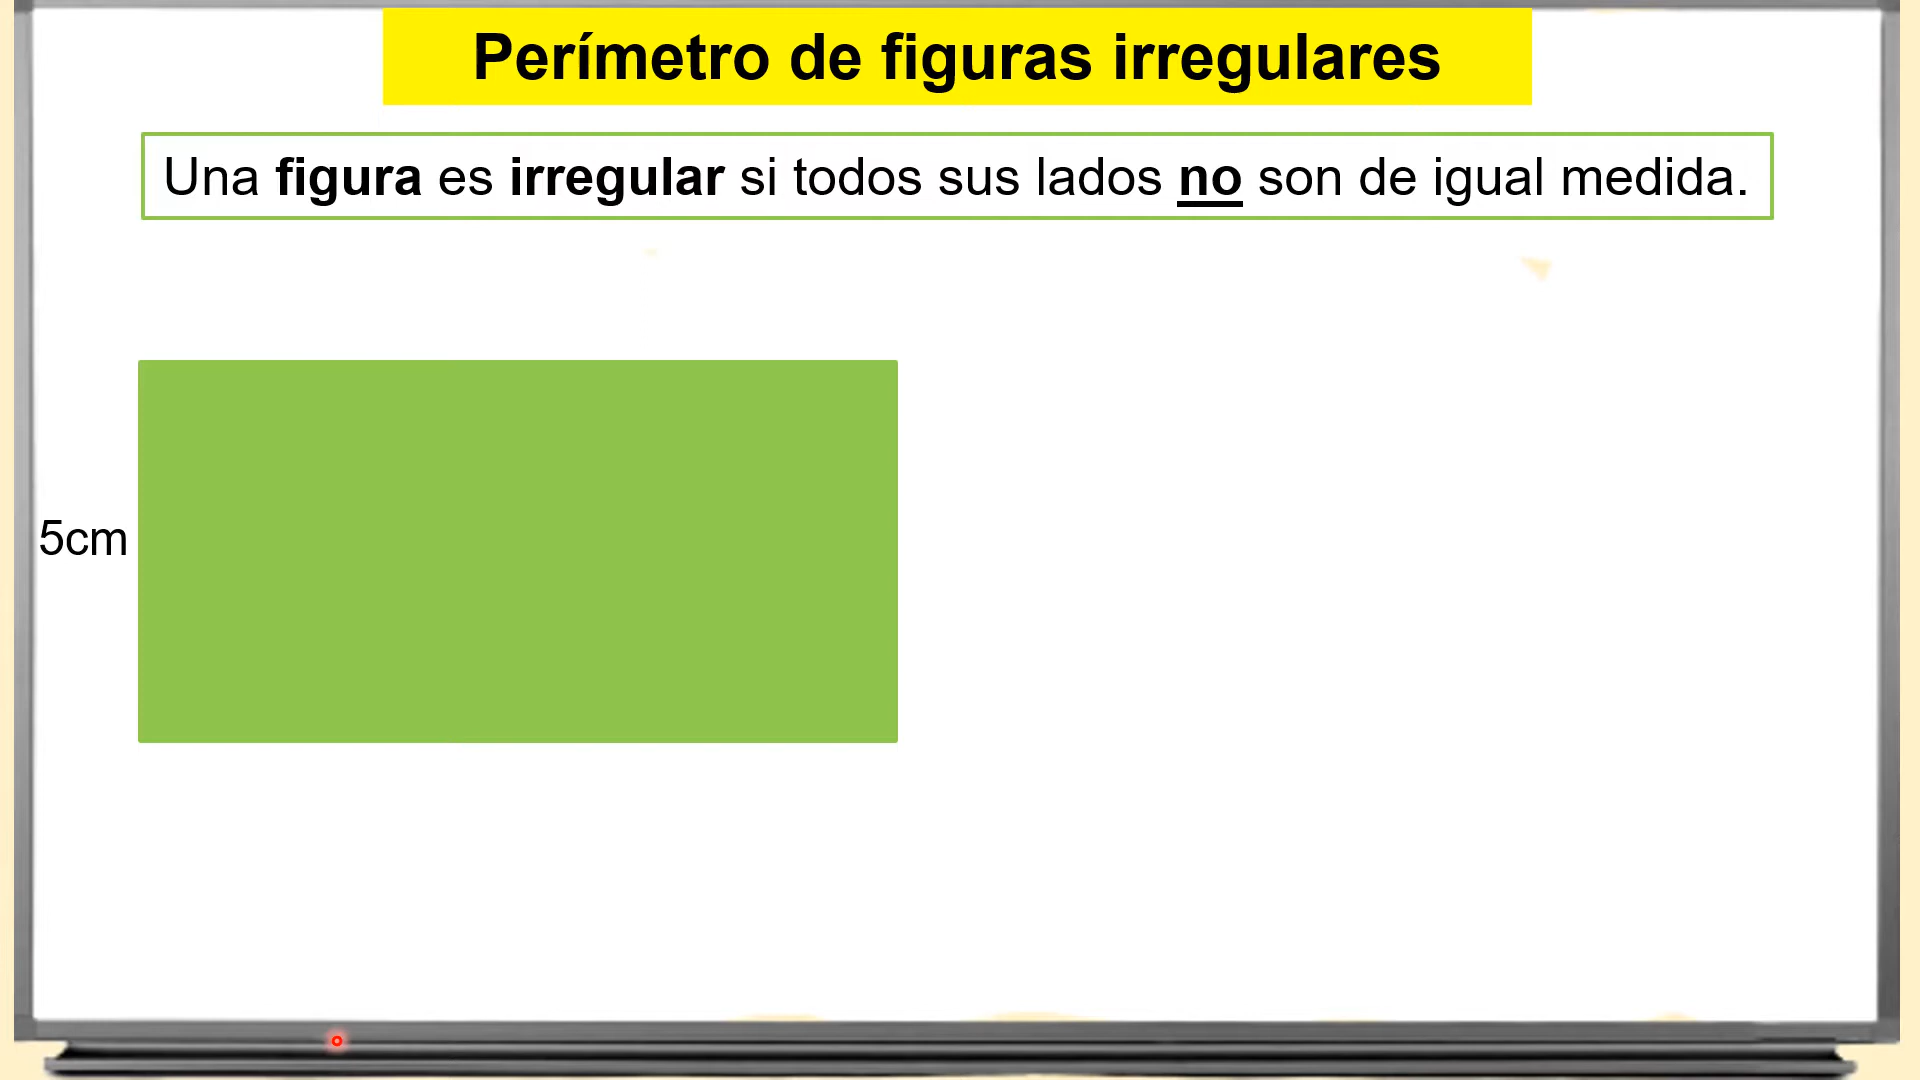 Perímetro de figuras irregulares
Una figura es irregular si todos sus lados no son de igual medida.
5cm